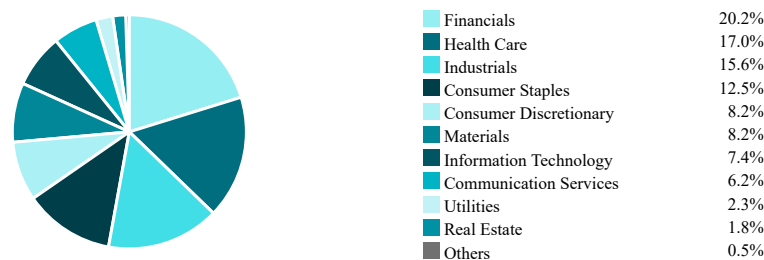 Financials 20.2%
Health Care 17.0%
Industrials 15.6%
Consumer Staples 12.5%
Consumer Discretionary 8.2%
Materials 8.2%
Information Technology 7.4%
Communication Services 6.2%
Utilities 2.3%
Real Estate 1.8%
Others 0.5%